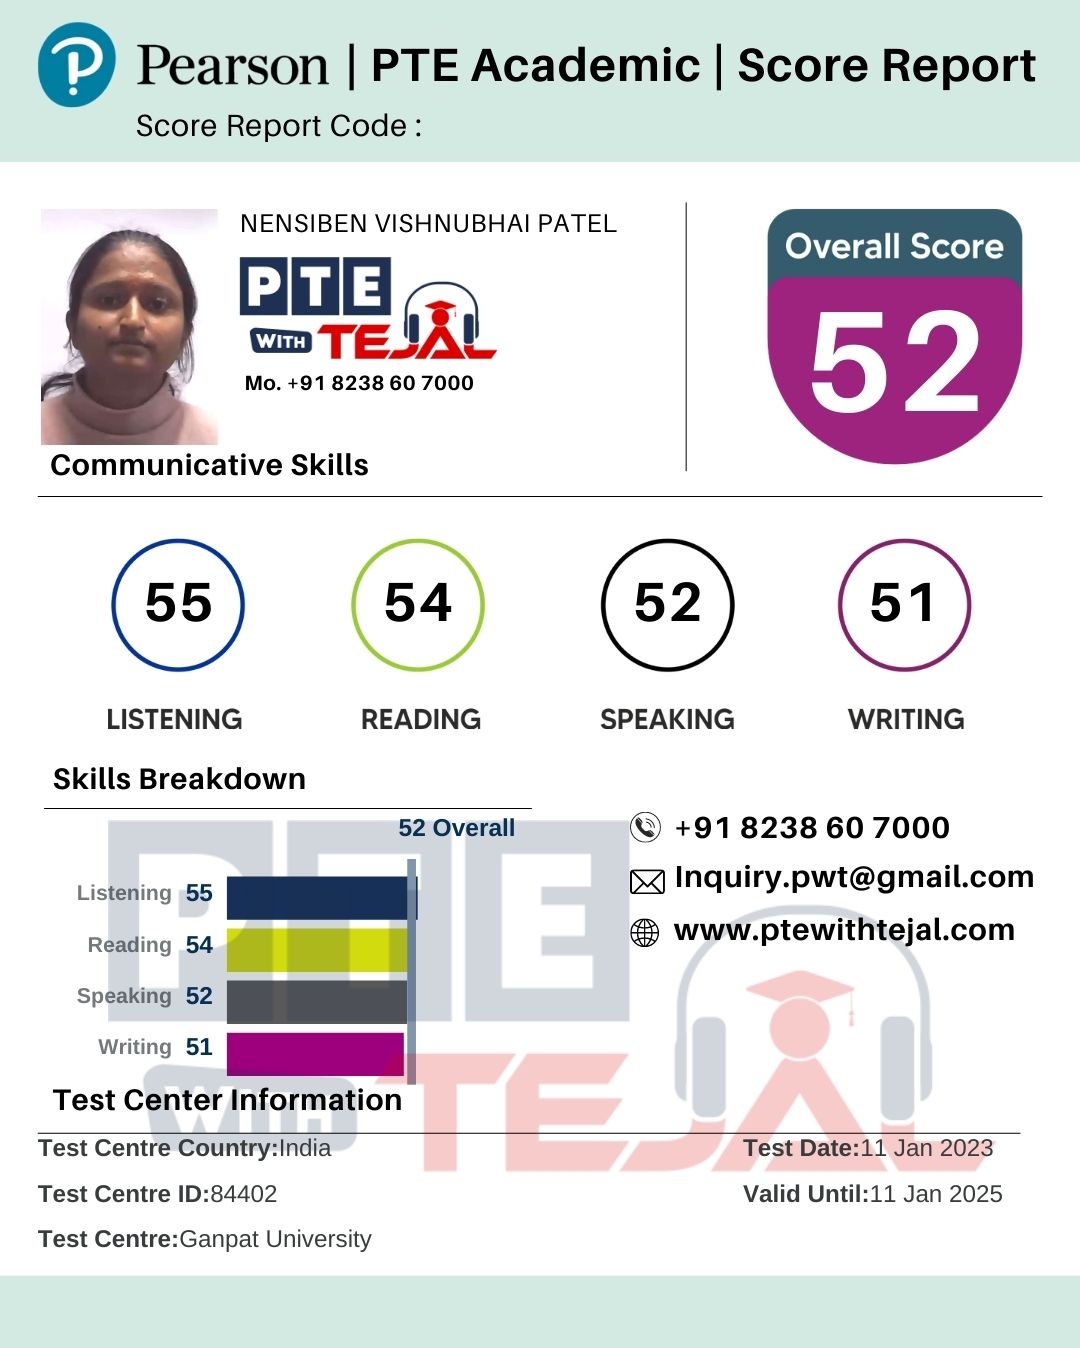 Pearson | PTE Academic | Score Report
Score Report Code :
NENSIBEN VISHNUBHAI PATEL
PTE
WITH TEJAL
Mo. +91 8238 60 7000
Overall Score
52
Communicative Skills
55 54 52 51
LISTENING READING SPEAKING WRITING
Skills Breakdown
52 Overall
Listening 55
Reading 54
Speaking 52
Writing 51
+91 8238 60 7000
Inquiry.pwt@gmail.com
www.ptewithtejal.com
PTE
WITH TEJAL
Test Center Information
Test Centre Country:India
Test Date:11 Jan 2023
Test Centre ID:84402
Valid Until:11 Jan 2025
Test Centre:Ganpat University